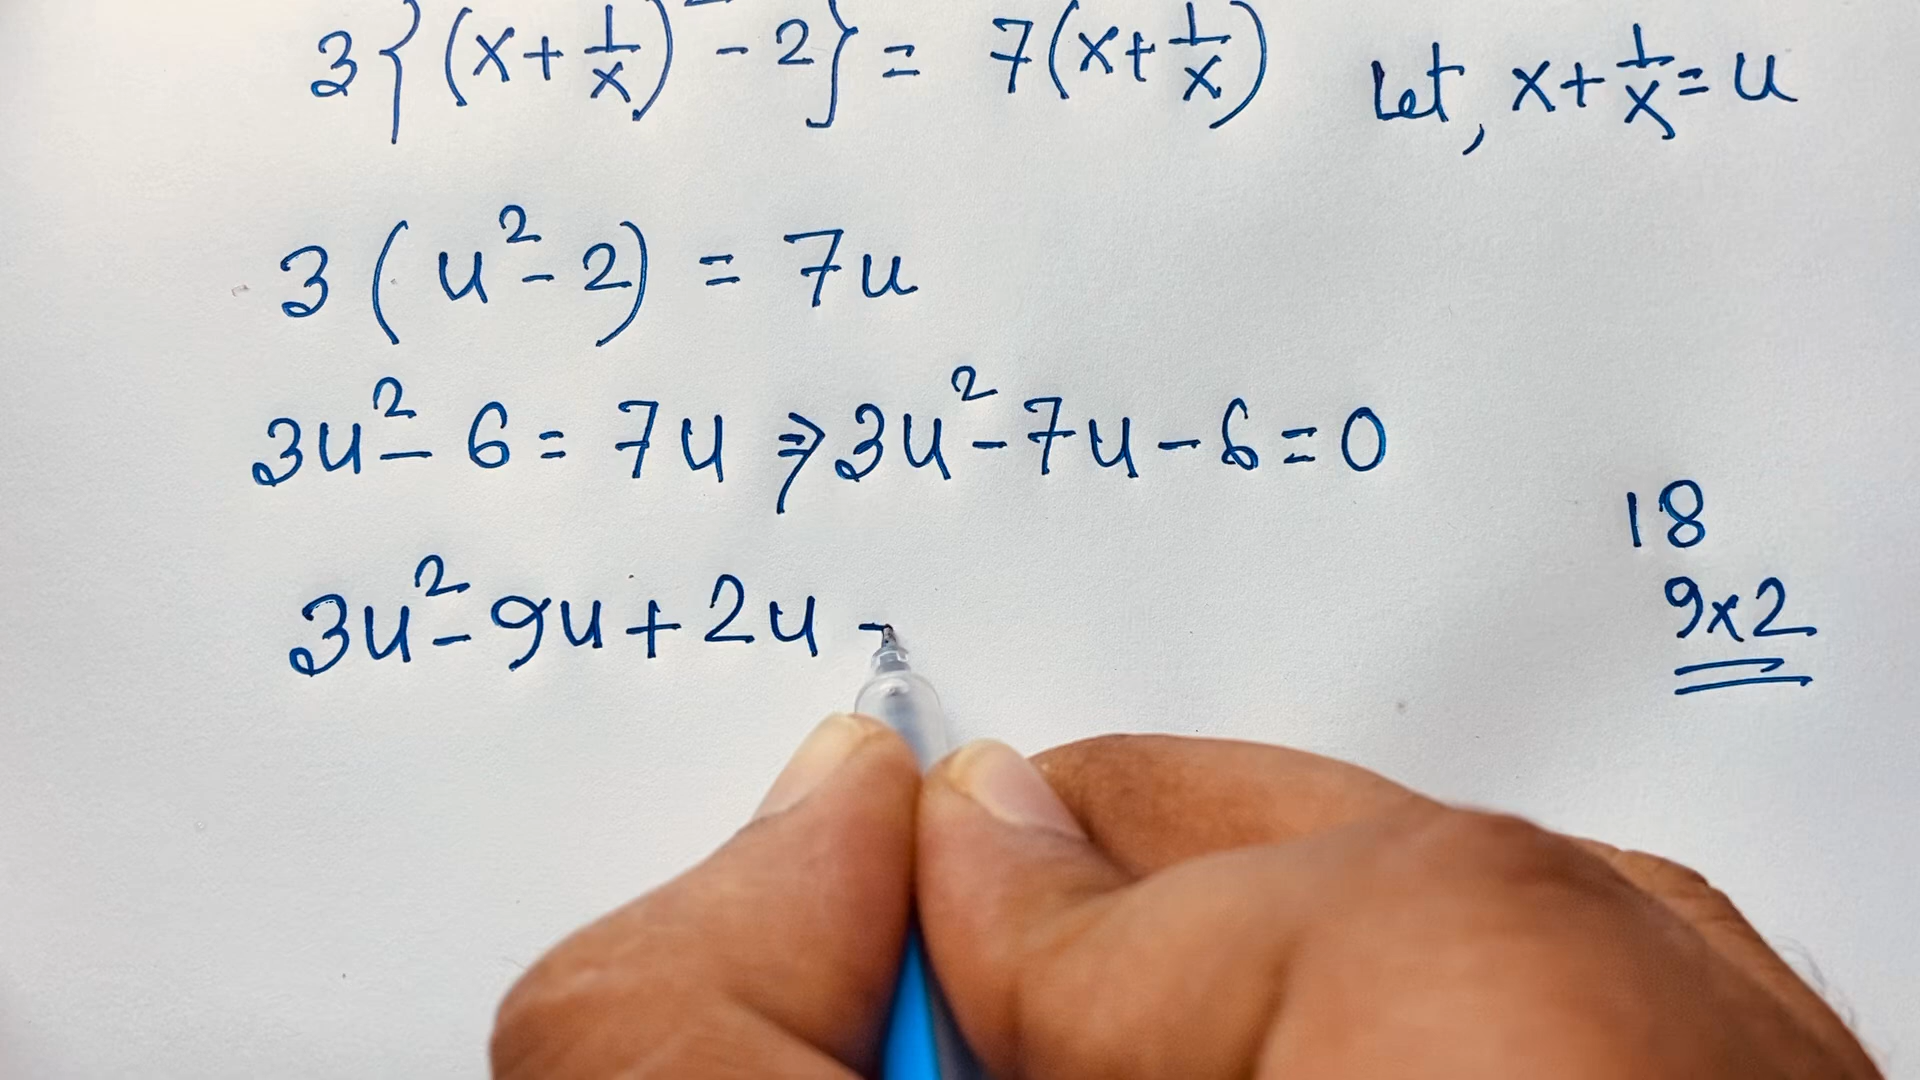 3{(x+1/x)² - 2} = 7(x+1/x) Let, x+1/x = u
3(u² - 2) = 7u
3u² - 6 = 7u ⇒ 3u² - 7u - 6 = 0
18
9×2
3u² - 9u + 2u -